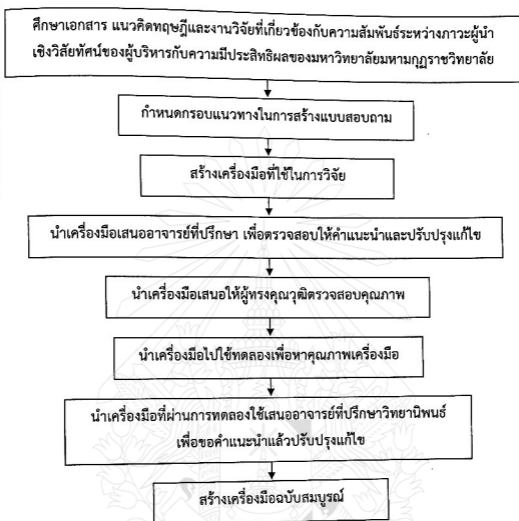 ศึกษาเอกสาร แนวคิดทฤษฎีและงานวิจัยที่เกี่ยวข้องกับความสัมพันธ์ระหว่างภาวะผู้นำ
เชิงวิสัยทัศน์ของผู้บริหารกับความมีประสิทธิผลของมหาวิทยาลัยมหามกุฏราชวิทยาลัย
กำหนดกรอบแนวทางในการสร้างแบบสอบถาม
สร้างเครื่องมือที่ใช้ในการวิจัย
นำเครื่องมือเสนออาจารย์ที่ปรึกษา เพื่อตรวจสอบให้คำแนะนำและปรับปรุงแก้ไข
นำเครื่องมือเสนอให้ผู้ทรงคุณวุฒิตรวจสอบคุณภาพ
นำเครื่องมือไปใช้ทดลองเพื่อหาคุณภาพเครื่องมือ
นำเครื่องมือที่ผ่านการทดลองใช้เสนออาจารย์ที่ปรึกษาวิทยานิพนธ์
เพื่อขอคำแนะนำแล้วปรับปรุงแก้ไข
สร้างเครื่องมือฉบับสมบูรณ์